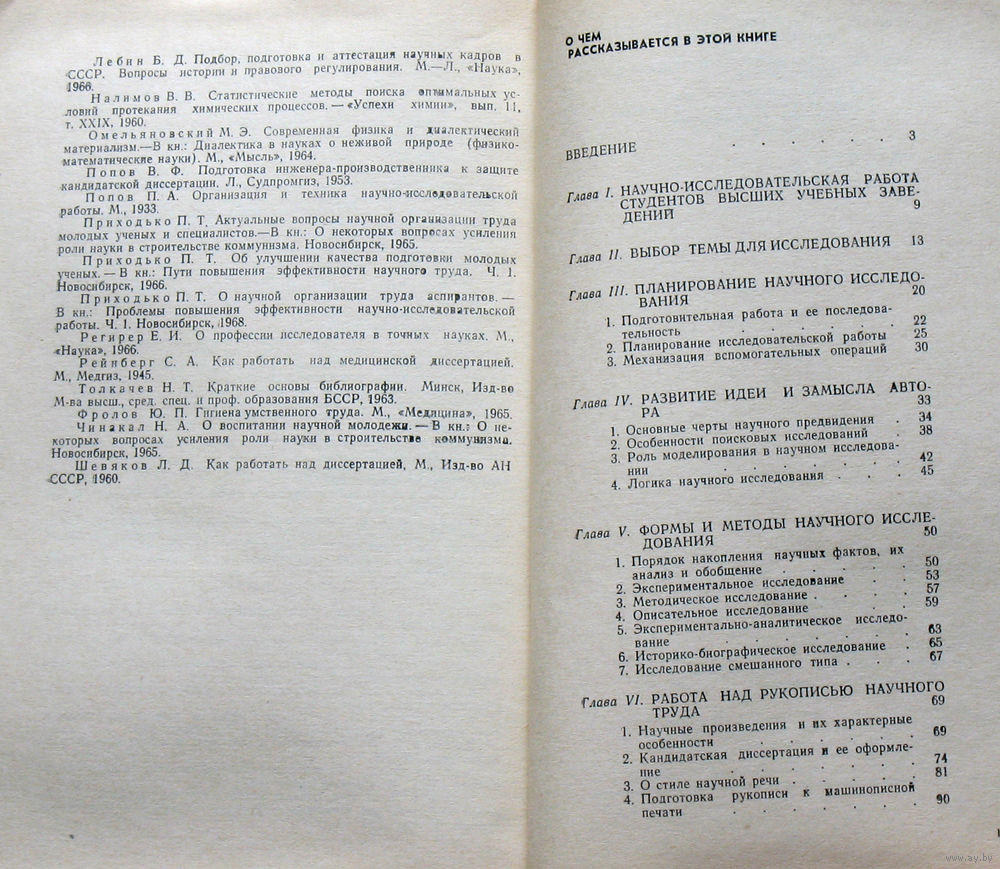 Лебин Б. Д. Подбор, подготовка и аттестация научных кадров в
СССР. Вопросы истории и правового регулирования. М.—Л., «Наука»,
1966.
Налимов В. В. Статистические методы поиска оптимальных ус-
ловий протекания химических процессов. — «Успехи химии», вып. 11,
т. XXIX, 1960.
Омельяновский М. Э. Современная физика и диалектический
материализм.—В кн.: Диалектика в науках о неживой природе (физико-
математические науки). М., «Мысль», 1964.
Попов В. Ф. Подготовка инженера-производственника к защите
кандидатской диссертации. Л., Судпромгиз, 1953.
Попов П. А. Организация и техника научно-исследовательской
работы. М., 1933.
Приходько П. Т. Актуальные вопросы научной организации труда
молодых ученых и специалистов.—В кн.: О некоторых вопросах усиления
роли науки в строительстве коммунизма. Новосибирск, 1965.
Приходько П. Т. Об улучшении качества подготовки молодых
ученых. — В кн.: Пути повышения эффективности научного труда. Ч. 1.
Новосибирск, 1966.
Приходько П. Т. О научной организации труда аспирантов. —
В кн.: Проблемы повышения эффективности научно-исследовательской
работы. Ч. 1. Новосибирск, 1968.
Регирер Е. И. О профессии исследователя в точных науках. М.,
«Наука», 1966.
Рейнберг С. А. Как работать над медицинской диссертацией.
М., Медгиз, 1945.
Толкачев Н. Т. Краткие основы библиографии. Минск, Изд-во
М-ва высш., сред. спец. и проф. образования БССР, 1963.
Фролов Ю. П. Гигиена умственного труда. М., «Медицина», 1965.
Чинакал Н. А. О воспитании научной молодежи. — В кн.: О не-
которых вопросах усиления роли науки в строительстве коммунизма.
Новосибирск, 1965.
Шевяков Л. Д. Как работать над диссертацией, М., Изд-во АН
СССР, 1960.
О ЧЕМ
РАССКАЗЫВАЕТСЯ В ЭТОЙ КНИГЕ
ВВЕДЕНИЕ . . . . . 3
Глава I. НАУЧНО-ИССЛЕДОВАТЕЛЬСКАЯ РАБОТА
СТУДЕНТОВ ВЫСШИХ УЧЕБНЫХ ЗАВЕ-
ДЕНИЙ 9
Глава II. ВЫБОР ТЕМЫ ДЛЯ ИССЛЕДОВАНИЯ 13
Глава III. ПЛАНИРОВАНИЕ НАУЧНОГО ИССЛЕДО-
ВАНИЯ 20
1. Подготовительная работа и ее последова-
тельность . . . . . 22
2. Планирование исследовательской работы 25
3. Механизация вспомогательных операций 30
Глава IV. РАЗВИТИЕ ИДЕИ И ЗАМЫСЛА АВТО-
РА 33
1. Основные черты научного предвидения . 34
2. Особенности поисковых исследований . 38
3. Роль моделирования в научном исследова-
нии . . . . . . 42
4. Логика научного исследования . . . 45
Глава V. ФОРМЫ И МЕТОДЫ НАУЧНОГО ИССЛЕ-
ДОВАНИЯ 50
1. Порядок накопления научных фактов, их
анализ и обобщение . . . . 50
2. Экспериментальное исследование . . 53
3. Методическое исследование . . . . 57
4. Описательное исследование . . . 59
5. Экспериментально-аналитическое исследо-
вание . . . . . . 63
6. Историко-биографическое исследование . 65
7. Исследование смешанного типа . . . 67
Глава VI. РАБОТА НАД РУКОПИСЬЮ НАУЧНОГО
ТРУДА 69
1. Научные произведения и их характерные
особенности . . . . . 69
2. Кандидатская диссертация и ее оформле-
ние . . . . . . 74
3. О стиле научной речи . . . . . 81
4. Подготовка рукописи к машинописной
печати . . . . . 90
www.ay.by